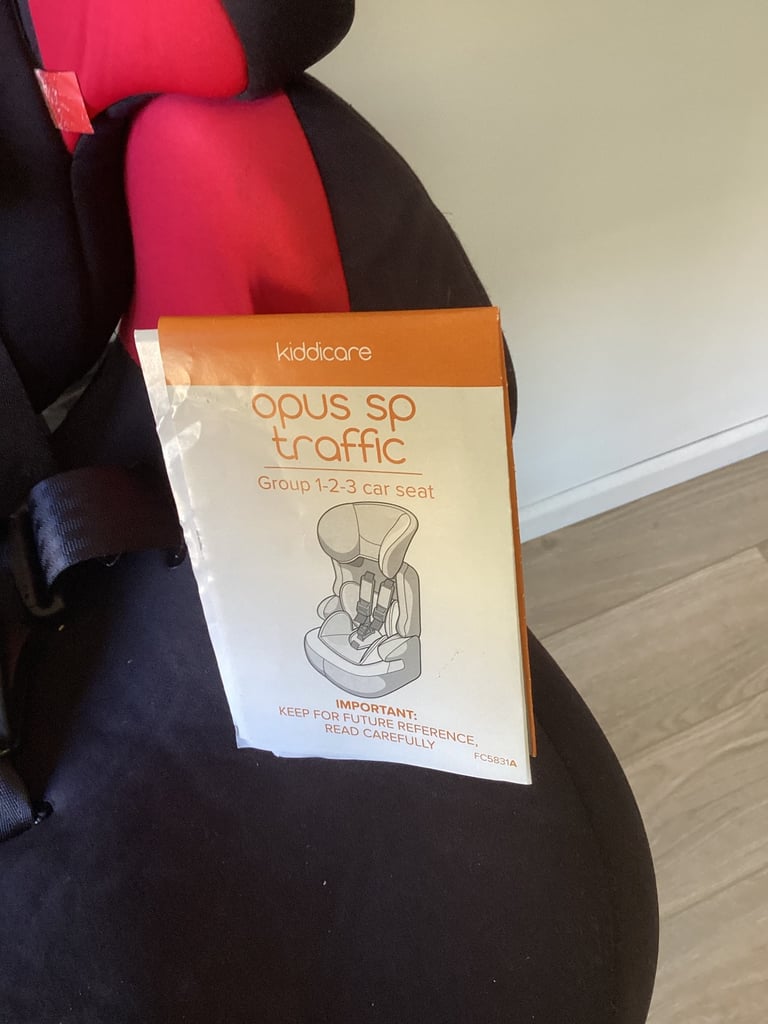 kiddicare
opus sp
traffic
Group 1-2-3 car seat
IMPORTANT:
KEEP FOR FUTURE REFERENCE,
READ CAREFULLY
FC5831A